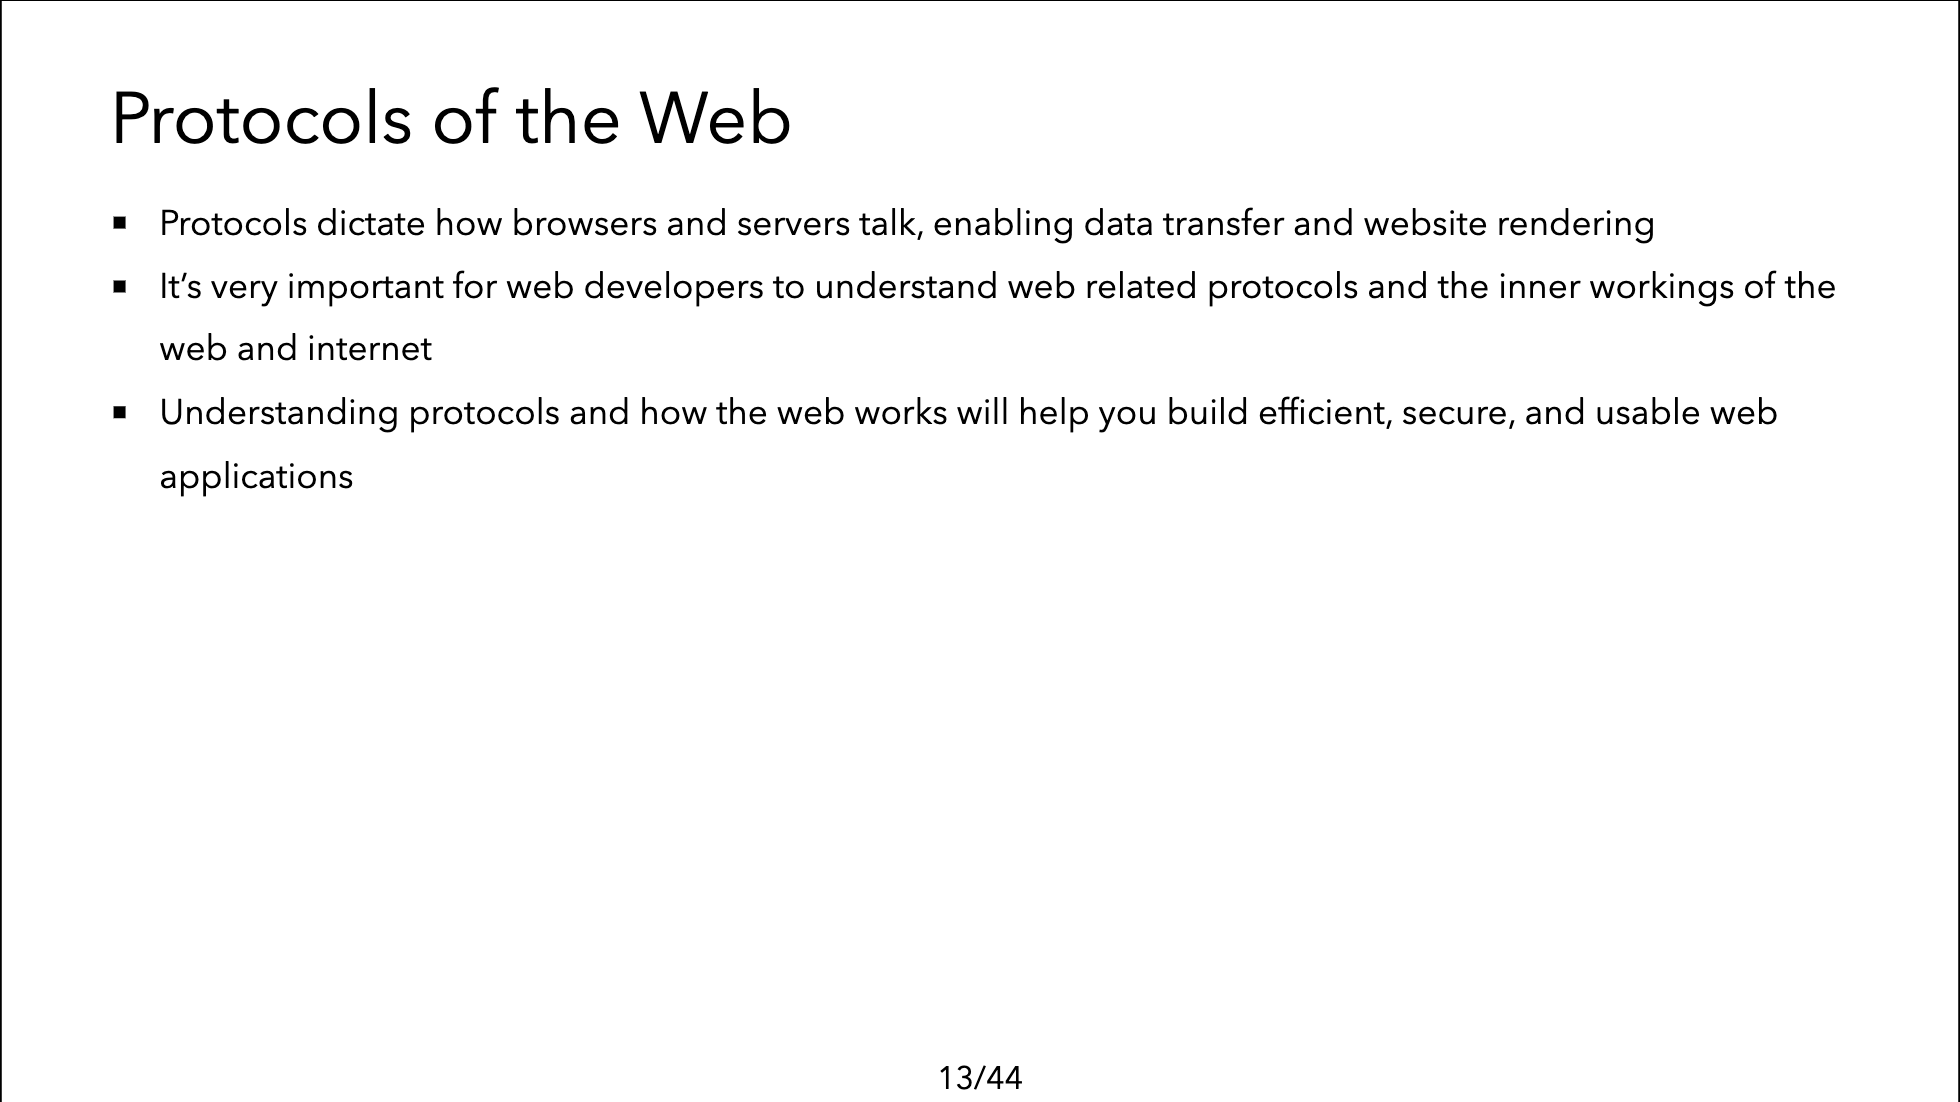 Protocols of the Web
▪ Protocols dictate how browsers and servers talk, enabling data transfer and website rendering
▪ It’s very important for web developers to understand web related protocols and the inner workings of the
web and internet
▪ Understanding protocols and how the web works will help you build efficient, secure, and usable web
applications
13/44